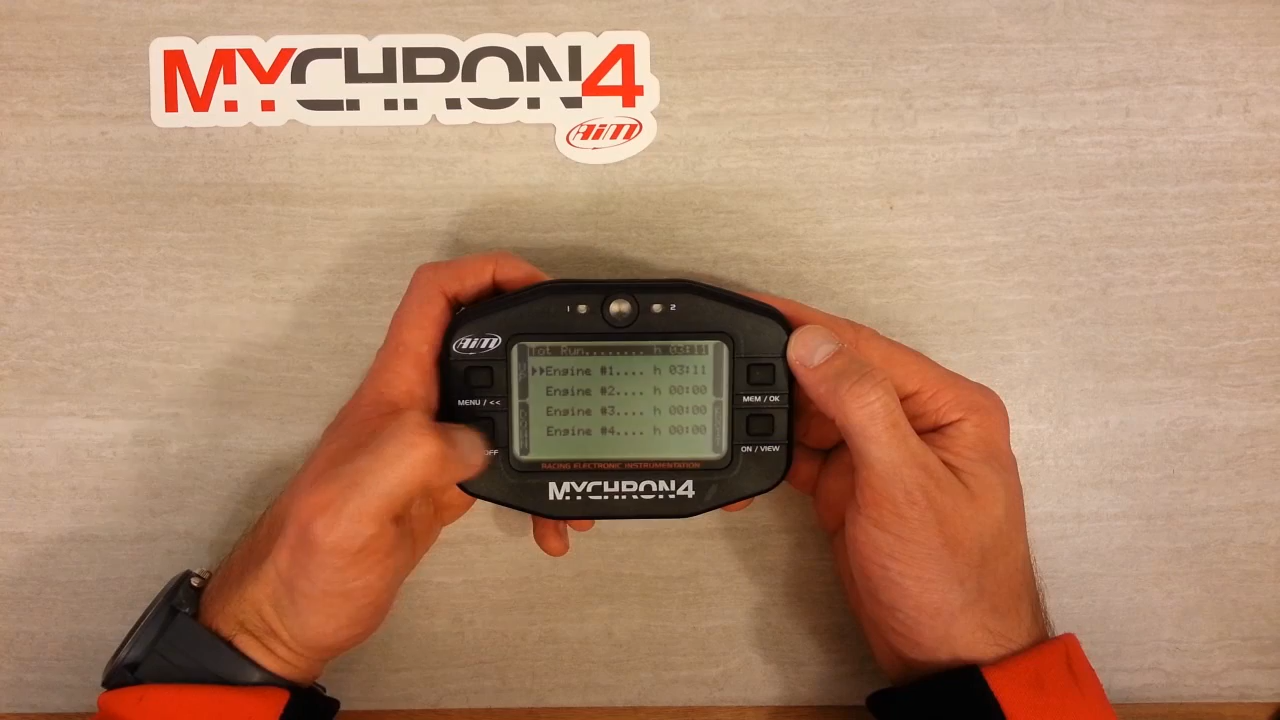 MYCHRON4
AiM
1 2
AiM
Tot Run........ h 03:11
Engine #1.... h 03:11
Engine #2.... h 00:00
Engine #3.... h 00:00
Engine #4.... h 00:00
MENU / <<
MEM / OK
OFF
ON / VIEW
RACING ELECTRONIC INSTRUMENTATION
MYCHRON4